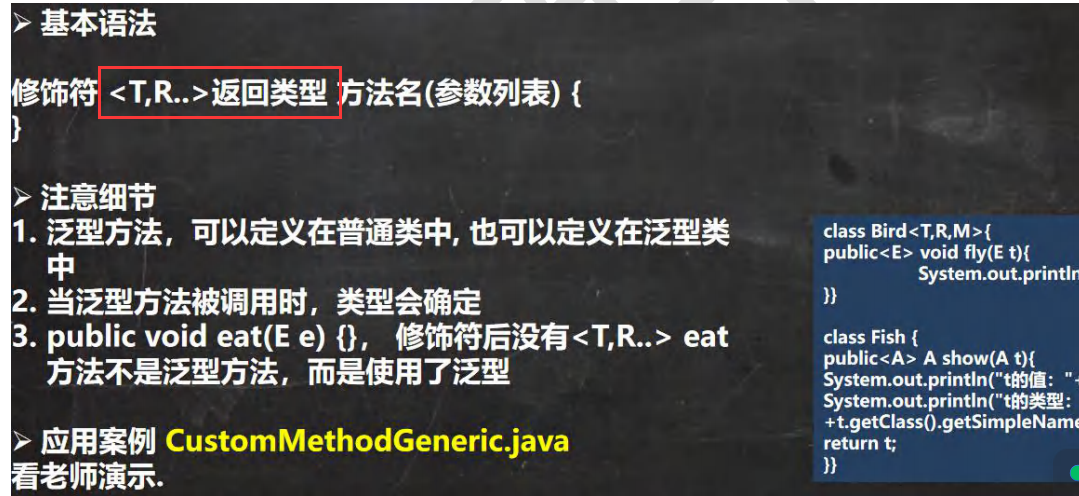 ➢ 基本语法
修饰符 <T,R..>返回类型 方法名(参数列表) {
}
➢ 注意细节
1. 泛型方法，可以定义在普通类中, 也可以定义在泛型类
中
2. 当泛型方法被调用时，类型会确定
3. public void eat(E e) {}， 修饰符后没有<T,R..> eat
方法不是泛型方法，而是使用了泛型
➢ 应用案例 CustomMethodGeneric.java
看老师演示.
class Bird<T,R,M>{
public<E> void fly(E t){
System.out.println
}}
class Fish {
public<A> A show(A t){
System.out.println("t的值："+
System.out.println("t的类型：
+t.getClass().getSimpleName
return t;
}}